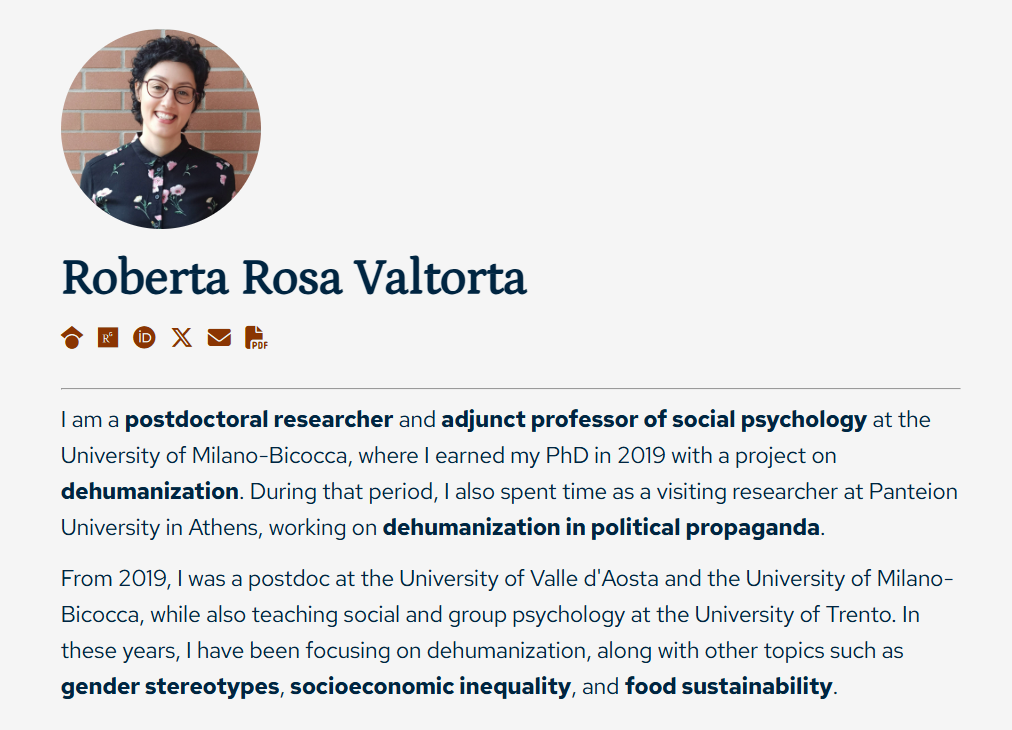 Roberta Rosa Valtorta
R^G iD X PDF
I am a postdoctoral researcher and adjunct professor of social psychology at the
University of Milano-Bicocca, where I earned my PhD in 2019 with a project on
dehumanization. During that period, I also spent time as a visiting researcher at Panteion
University in Athens, working on dehumanization in political propaganda.
From 2019, I was a postdoc at the University of Valle d'Aosta and the University of Milano-
Bicocca, while also teaching social and group psychology at the University of Trento. In
these years, I have been focusing on dehumanization, along with other topics such as
gender stereotypes, socioeconomic inequality, and food sustainability.